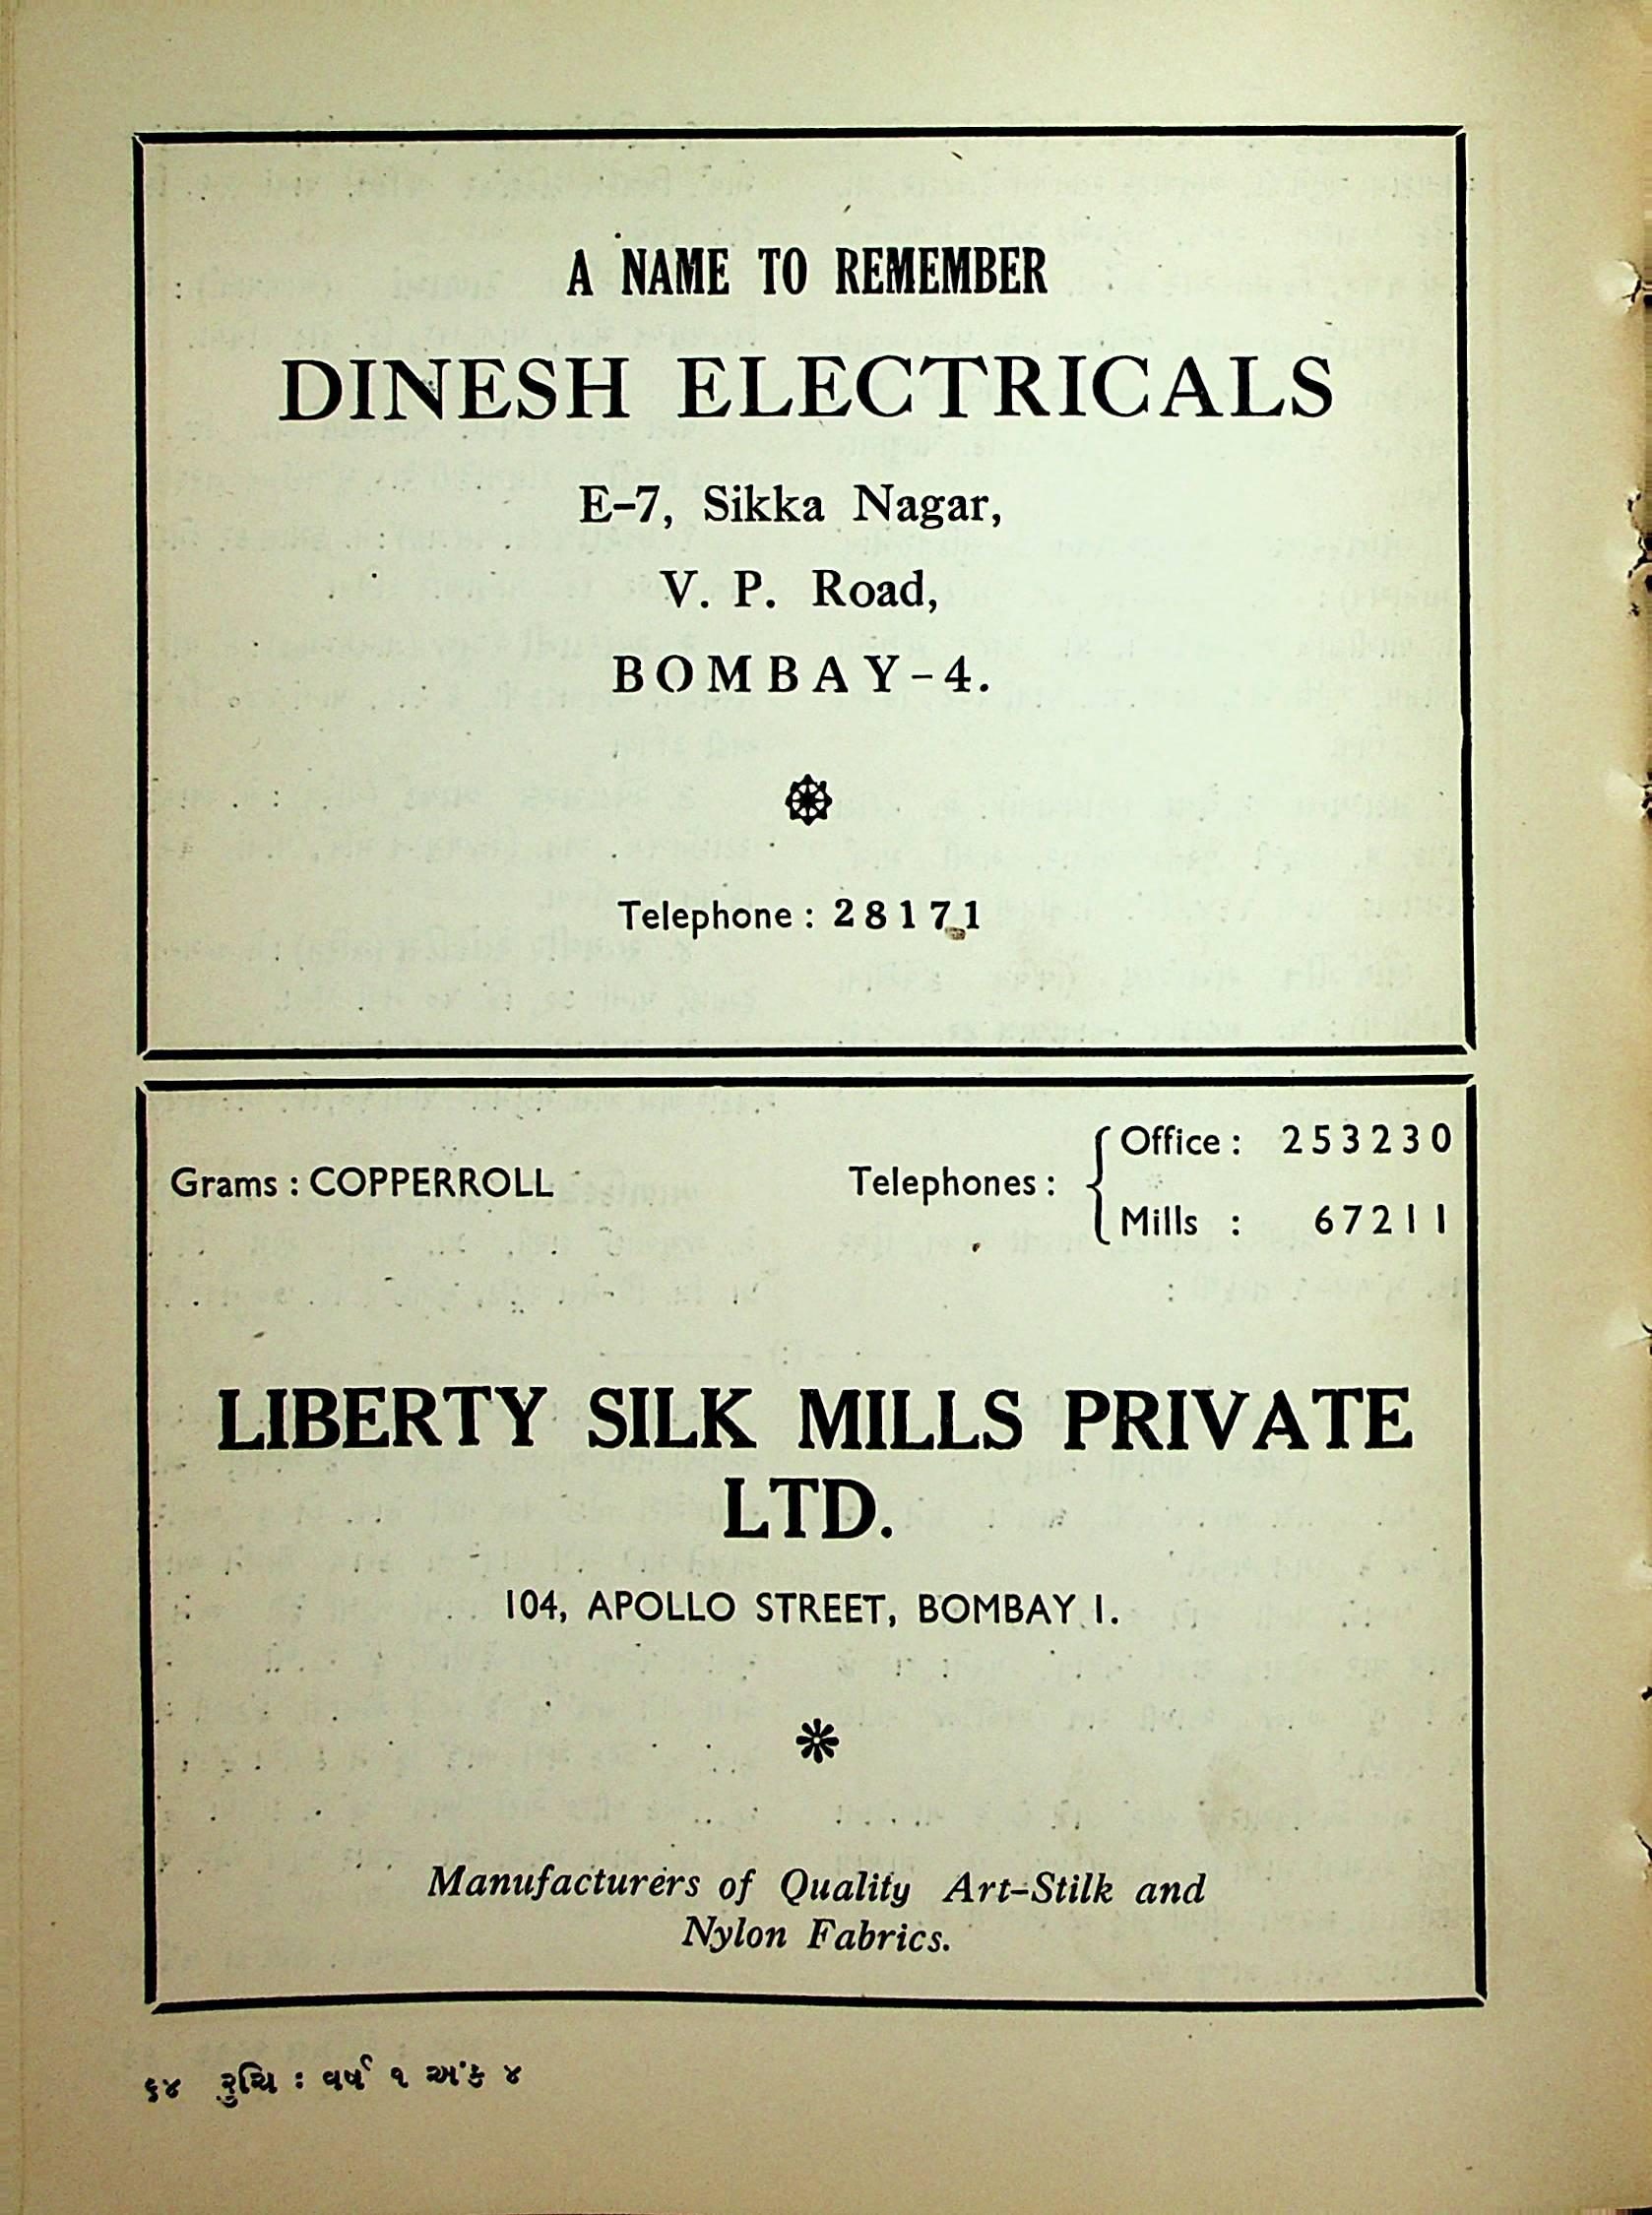 A NAME TO REMEMBER
DINESH ELECTRICALS
E-7, Sikka Nagar,
V. P. Road,
BOMBAY-4.
Telephone : 28171
Grams : COPPERROLL
Telephones :
Office : 253230
Mills : 67211
LIBERTY SILK MILLS PRIVATE
LTD.
104, APOLLO STREET, BOMBAY 1.
Manufacturers of Quality Art-Stilk and
Nylon Fabrics.
૬૪ રુચિ : વર્ષ ૧ અંક ૪